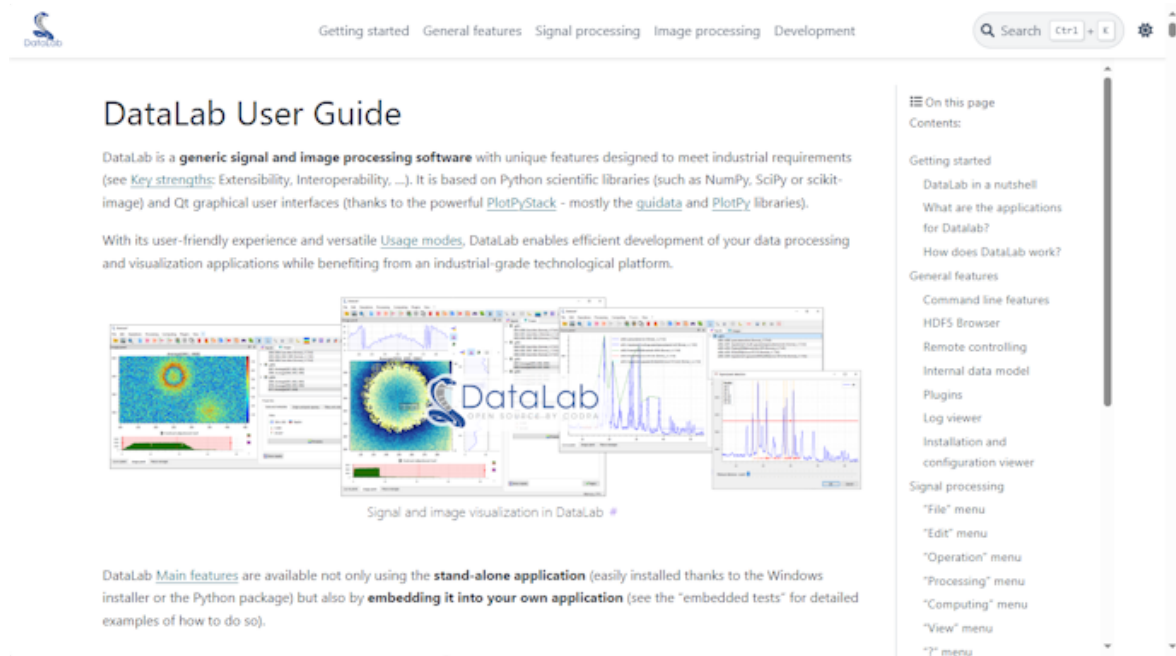 DataLab
Getting started General features Signal processing Image processing Development
Search Ctrl + K
DataLab User Guide
DataLab is a generic signal and image processing software with unique features designed to meet industrial requirements
(see Key strengths: Extensibility, Interoperability, ...). It is based on Python scientific libraries (such as NumPy, SciPy or scikit-
image) and Qt graphical user interfaces (thanks to the powerful PlotPyStack - mostly the guidata and PlotPy libraries).
With its user-friendly experience and versatile Usage modes, DataLab enables efficient development of your data processing
and visualization applications while benefiting from an industrial-grade technological platform.
DataLab
OPEN SOURCE BY CODRA
Signal and image visualization in DataLab #
DataLab Main features are available not only using the stand-alone application (easily installed thanks to the Windows
installer or the Python package) but also by embedding it into your own application (see the "embedded tests" for detailed
examples of how to do so).
On this page
Contents:
Getting started
DataLab in a nutshell
What are the applications
for Datalab?
How does DataLab work?
General features
Command line features
HDF5 Browser
Remote controlling
Internal data model
Plugins
Log viewer
Installation and
configuration viewer
Signal processing
"File" menu
"Edit" menu
"Operation" menu
"Processing" menu
"Computing" menu
"View" menu
"?" menu